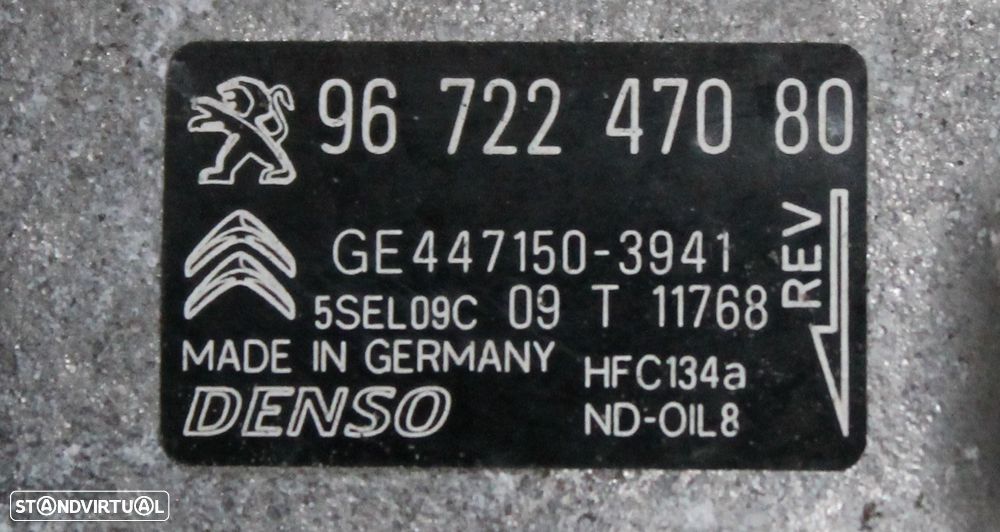 96 722 470 80
GE447150-3941
5SEL09C 09 T 11768
REV
MADE IN GERMANY
HFC134a
DENSO
ND-OIL8
STANDVIRTUAL